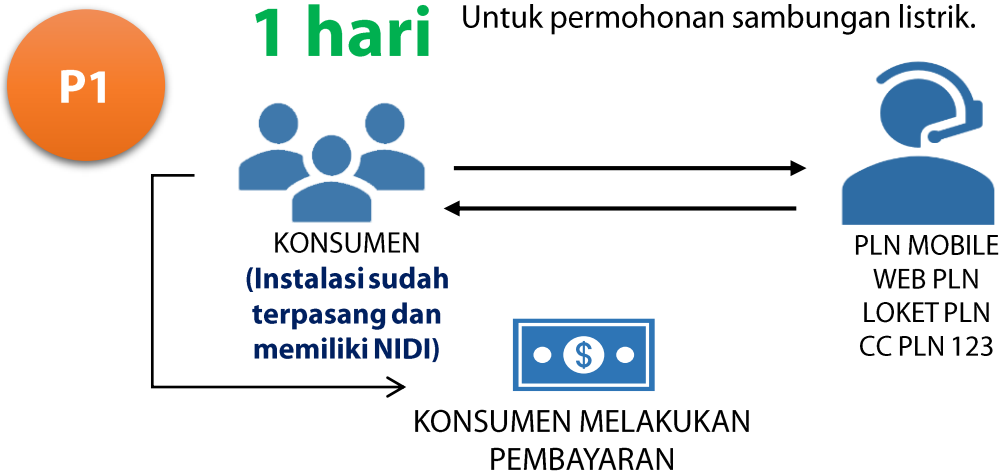 P1
1 hari
Untuk permohonan sambungan listrik.
KONSUMEN
(Instalasi sudah
terpasang dan
memiliki NIDI)
PLN MOBILE
WEB PLN
LOKET PLN
CC PLN 123
$
KONSUMEN MELAKUKAN
PEMBAYARAN